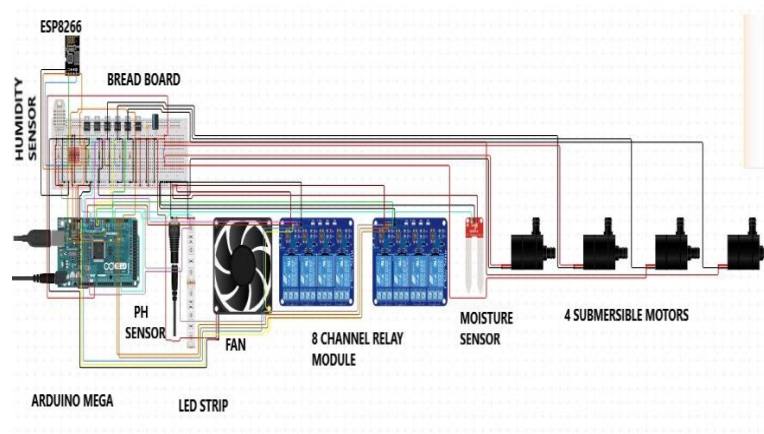 ESP8266
BREAD BOARD
HUMIDITY
SENSOR
PH
SENSOR
FAN
8 CHANNEL RELAY
MODULE
MOISTURE
SENSOR
4 SUBMERSIBLE MOTORS
ARDUINO MEGA
LED STRIP